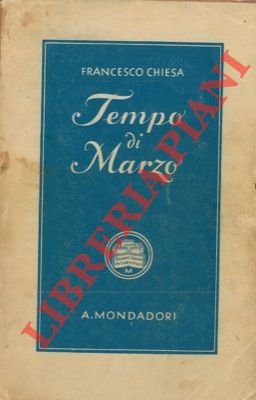 FRANCESCO CHIESA
Tempo
di
Marzo
M
A. MONDADORI
LIBRERIA PIANI